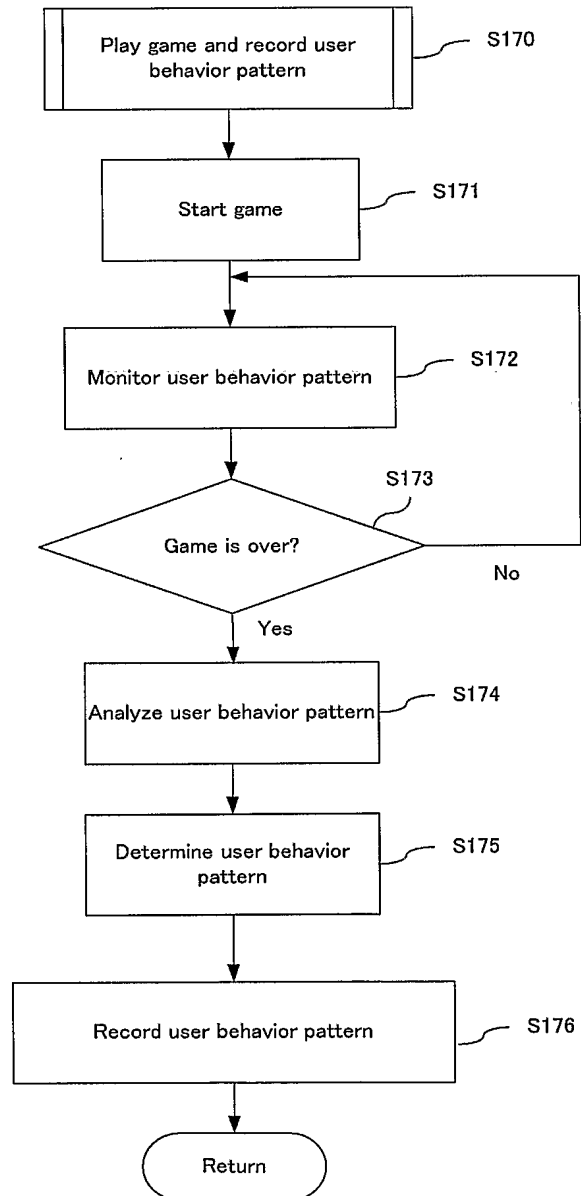 Play game and record user
behavior pattern
S170
Start game
S171
Monitor user behavior pattern
S172
Game is over?
S173
No
Yes
Analyze user behavior pattern
S174
Determine user behavior
pattern
S175
Record user behavior pattern
S176
Return